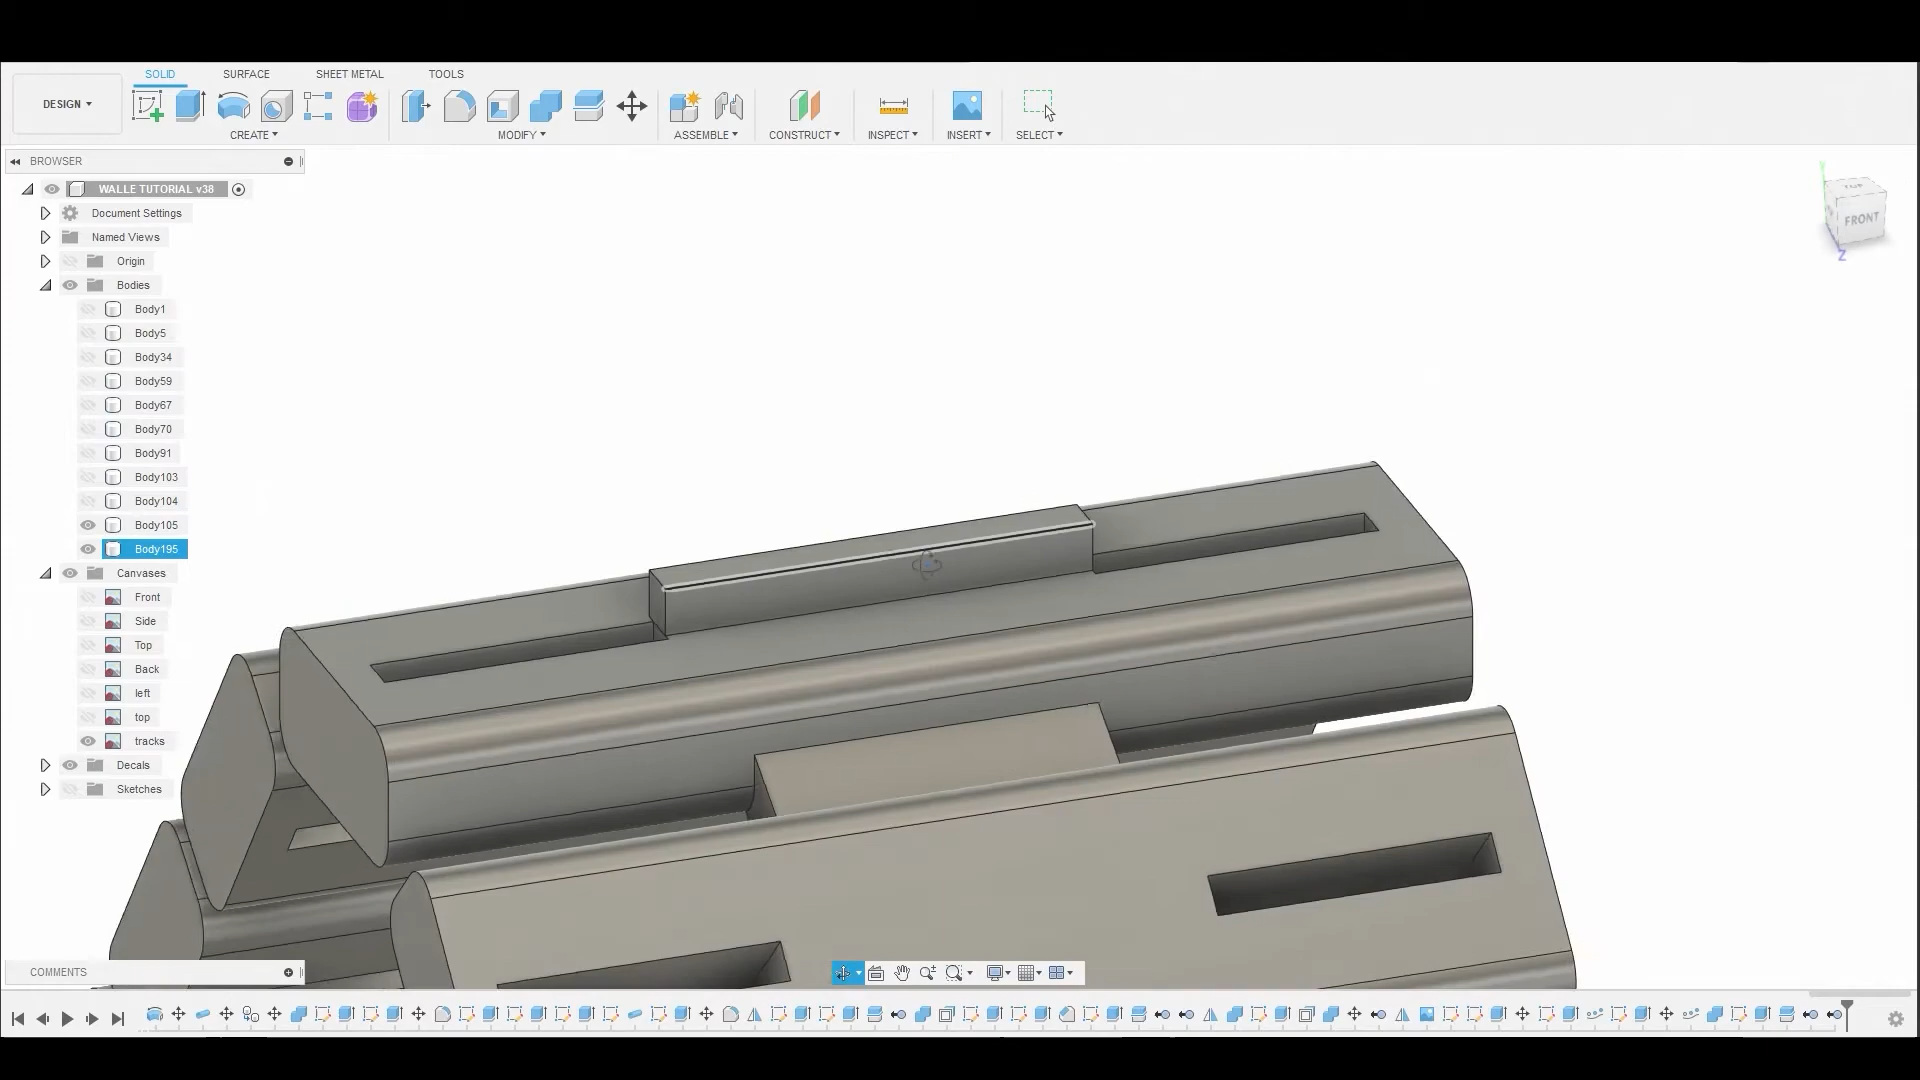 SOLID SURFACE SHEET METAL TOOLS
DESIGN
CREATE MODIFY ASSEMBLE CONSTRUCT INSPECT INSERT SELECT
BROWSER
WALLE TUTORIAL v38
Document Settings
Named Views
Origin
Bodies
Body1
Body5
Body34
Body59
Body67
Body70
Body91
Body103
Body104
Body105
Body195
Canvases
Front
Side
Top
Back
left
top
tracks
Decals
Sketches
TOP
FRONT
Z
COMMENTS